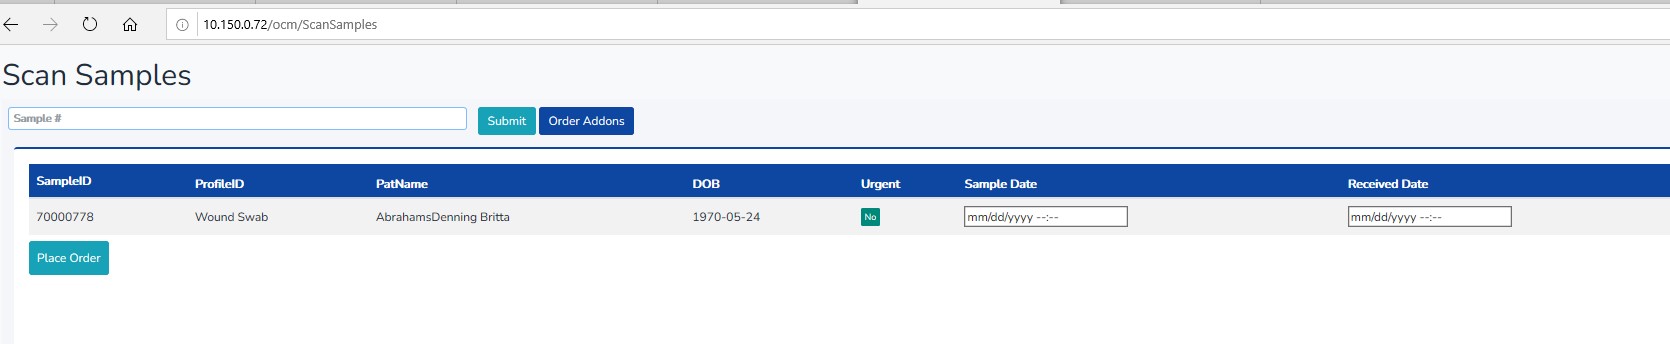 10.150.0.72/ocm/ScanSamples
Scan Samples
Sample # Submit Order Addons
SampleID ProfileID PatName DOB Urgent Sample Date Received Date
70000778 Wound Swab AbrahamsDenning Britta 1970-05-24 No mm/dd/yyyy --:-- mm/dd/yyyy --:--
Place Order